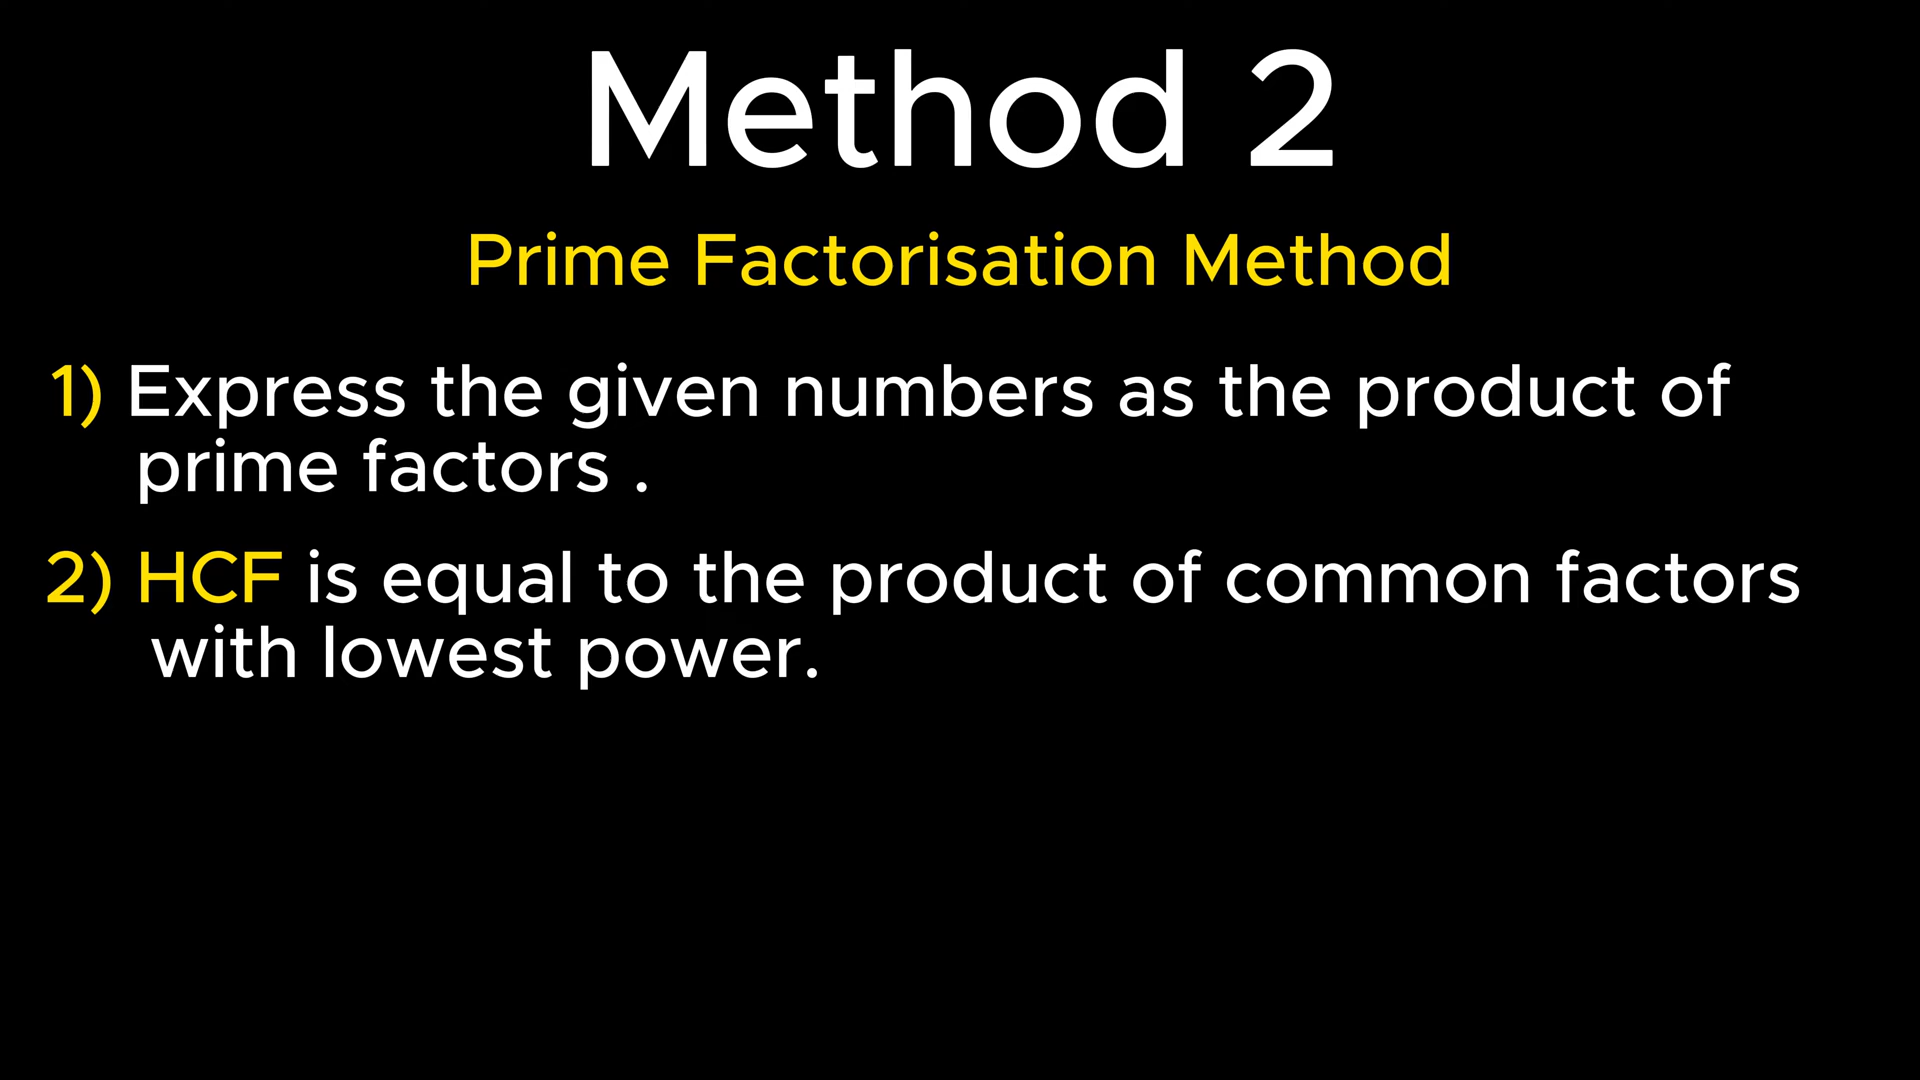 Method 2
Prime Factorisation Method
1) Express the given numbers as the product of
prime factors .
2) HCF is equal to the product of common factors
with lowest power.